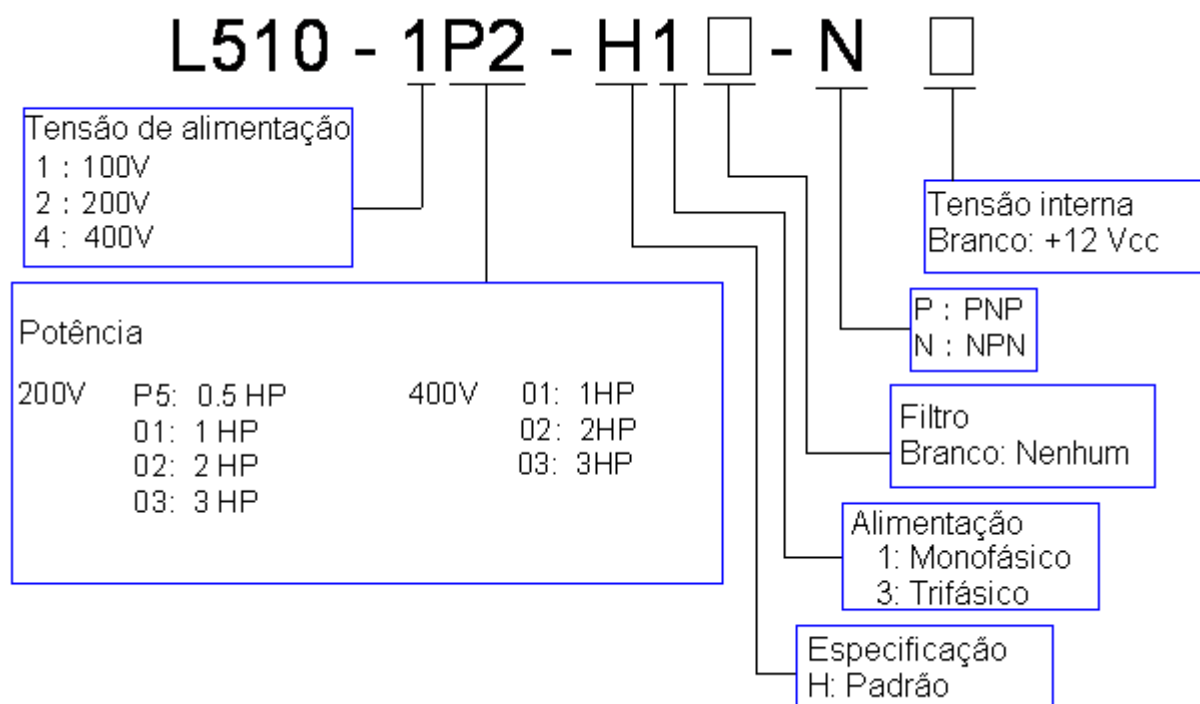 L510 - 1P2 - H1 □ - N □
Tensão de alimentação
1 : 100V
2 : 200V
4 : 400V
Tensão interna
Branco: +12 Vcc
P : PNP
N : NPN
Potência
200V P5: 0.5 HP 400V 01: 1HP
01: 1 HP 02: 2HP
02: 2 HP 03: 3HP
03: 3 HP
Filtro
Branco: Nenhum
Alimentação
1: Monofásico
3: Trifásico
Especificação
H: Padrão